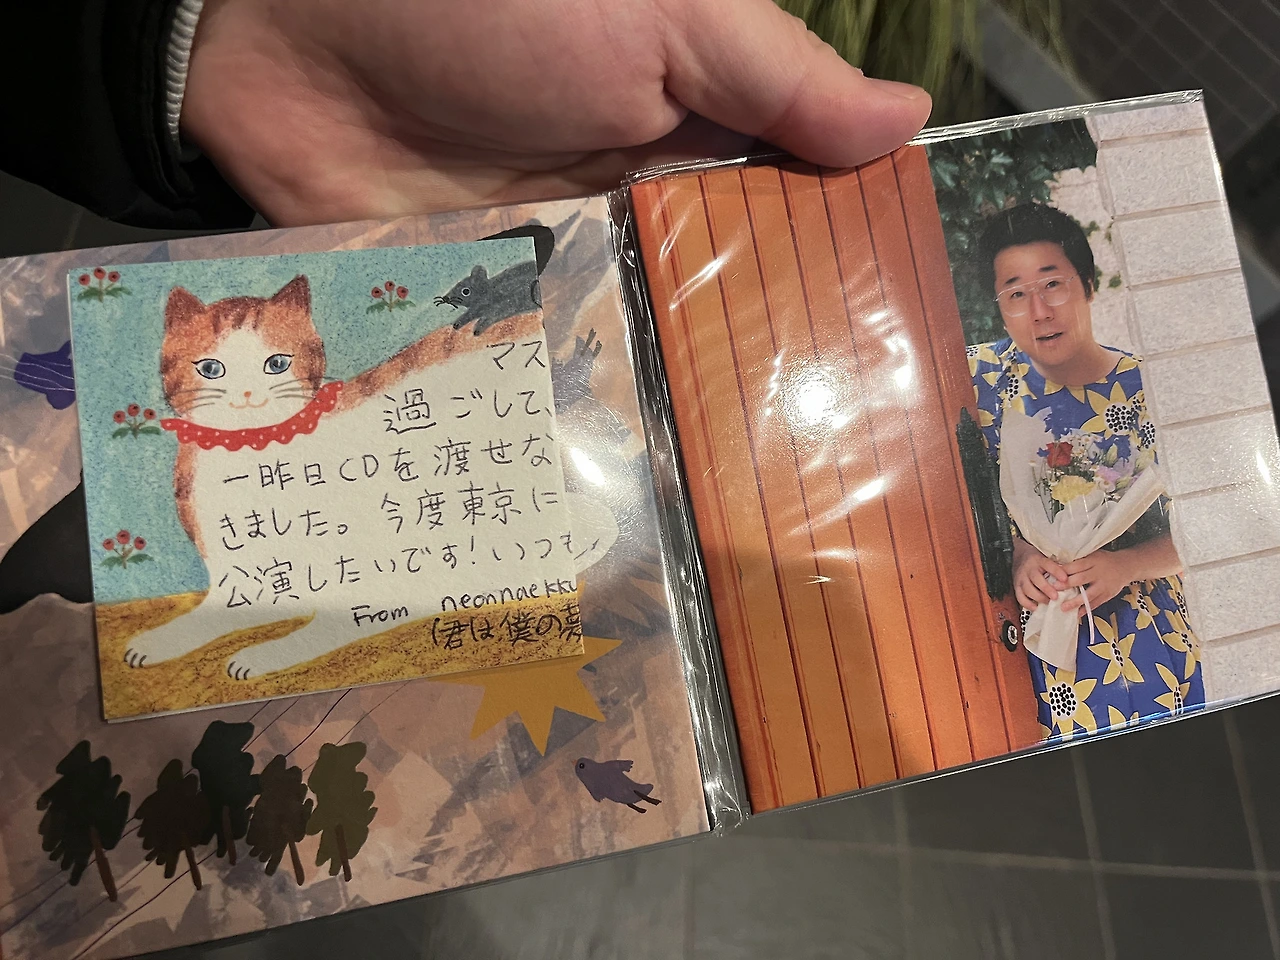 マス
過ごして、
一昨日CDを渡せな
きました。今度東京に
公演したいです！いつも
From neonnaekku
(君は僕の夢